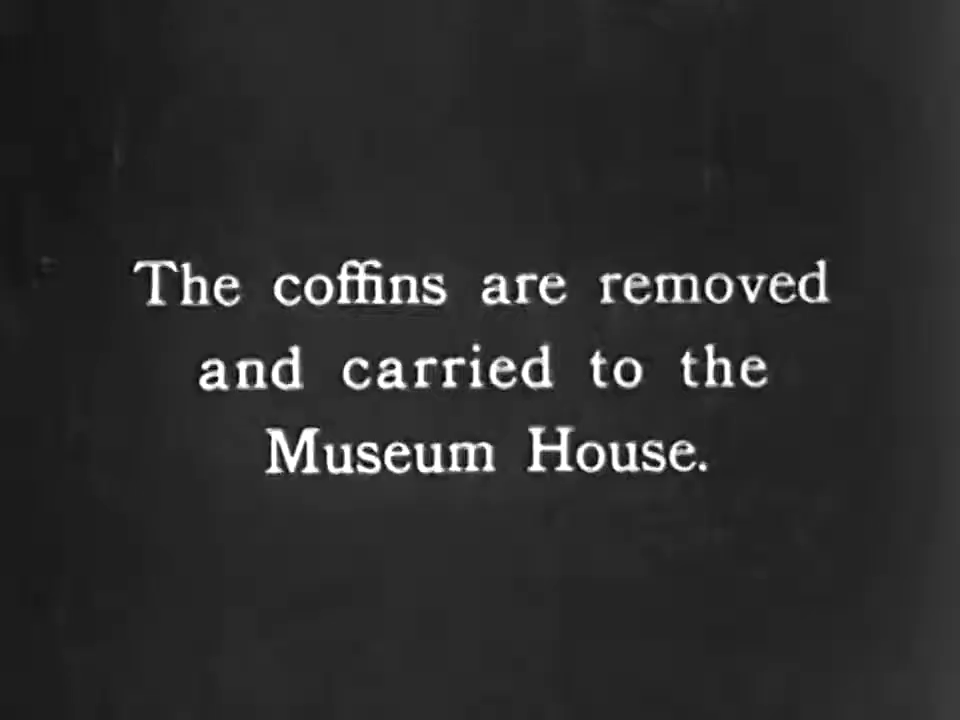 The coffins are removed
and carried to the
Museum House.